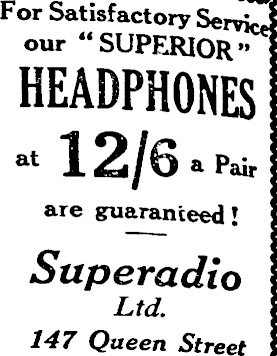 For Satisfactory Service
our "SUPERIOR"
HEADPHONES
at 12/6 a Pair
are guaranteed!
Superadio
Ltd.
147 Queen Street